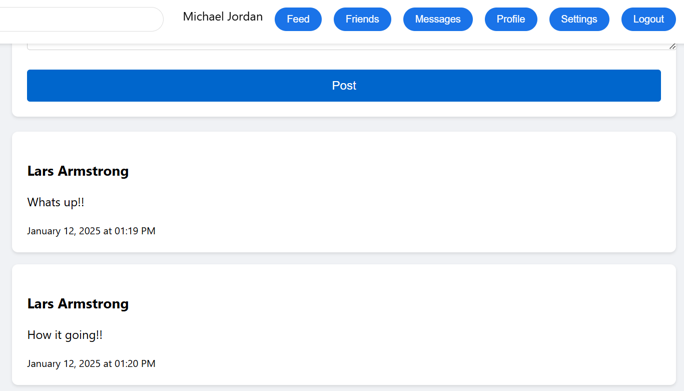 Michael Jordan Feed Friends Messages Profile Settings Logout
Post
Lars Armstrong
Whats up!!
January 12, 2025 at 01:19 PM
Lars Armstrong
How it going!!
January 12, 2025 at 01:20 PM